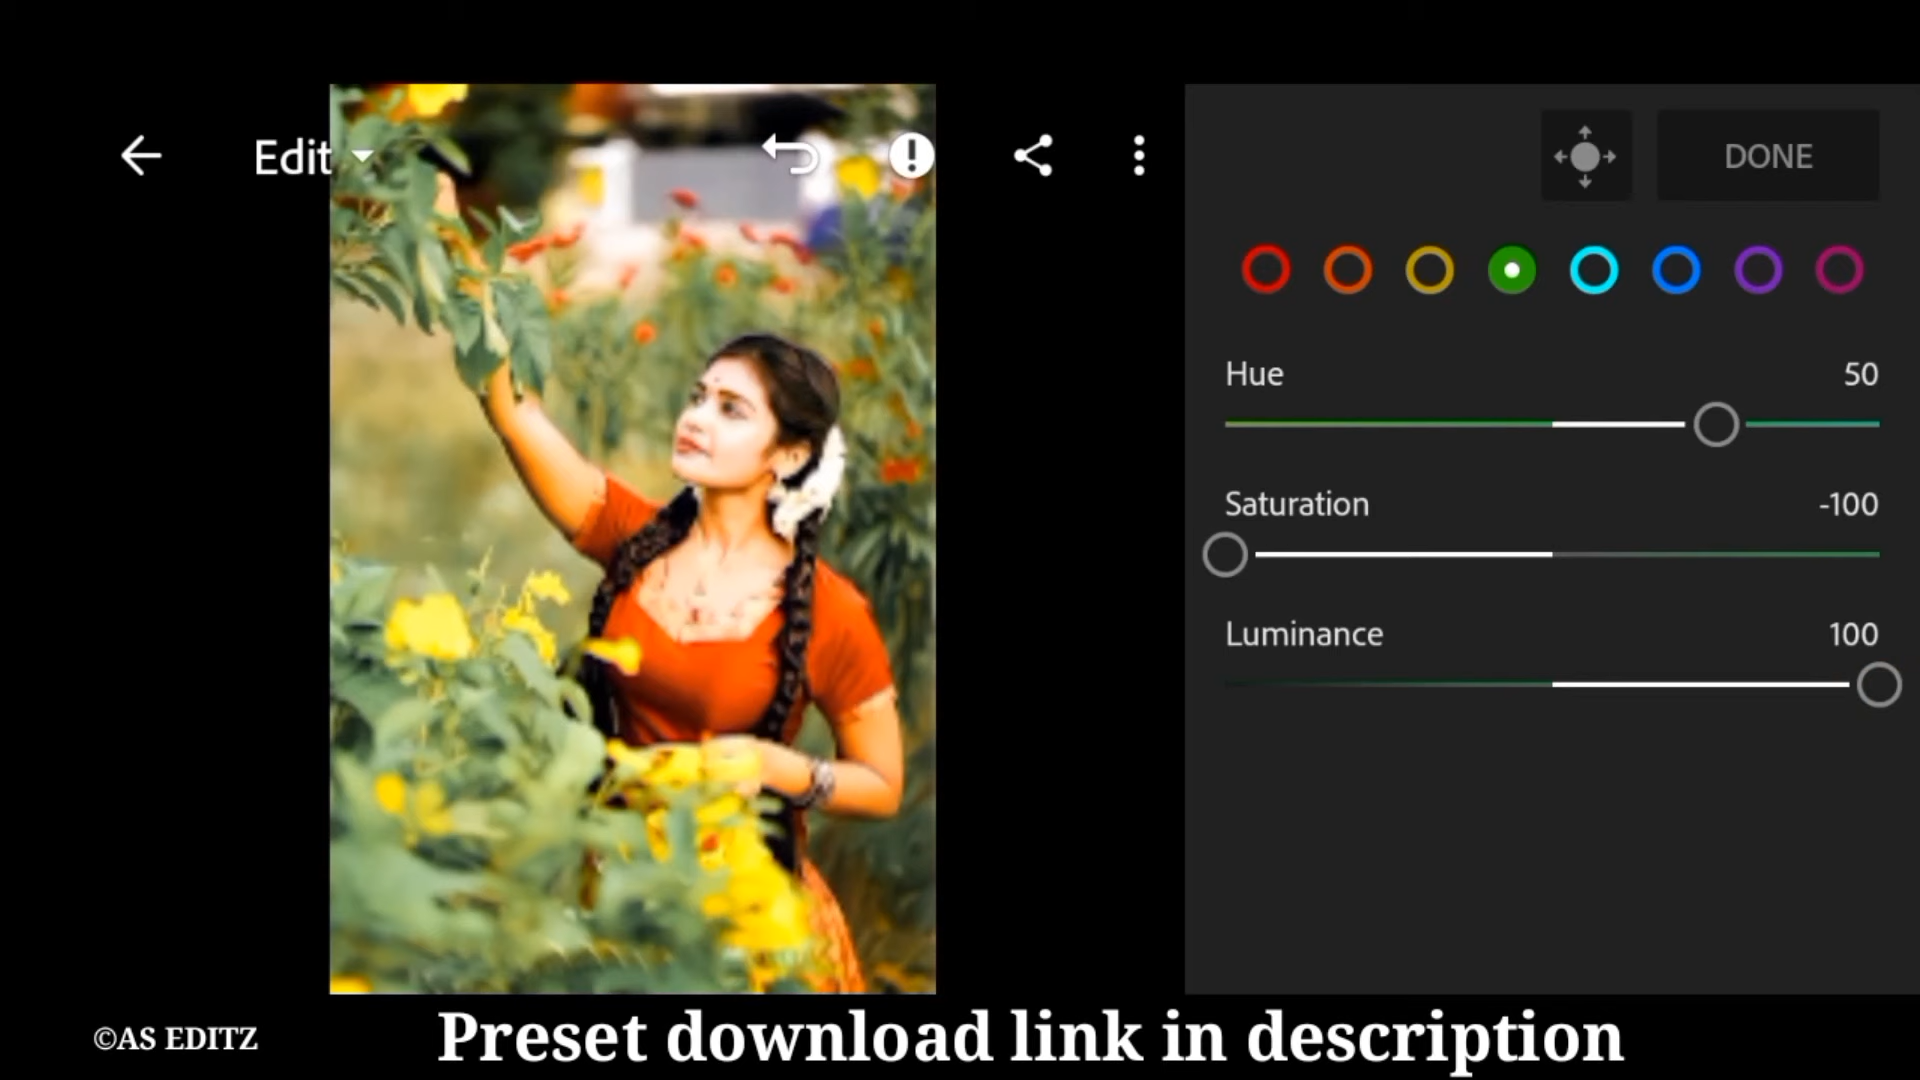 Edit
DONE
Hue 50
Saturation -100
Luminance 100
©AS EDITZ
Preset download link in description